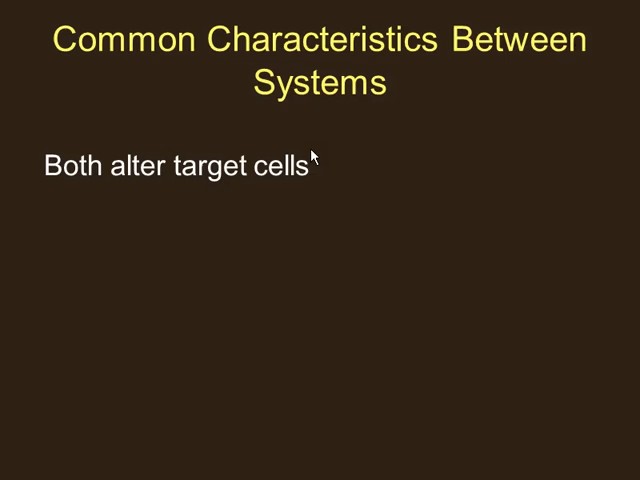 Common Characteristics Between
Systems
Both alter target cells